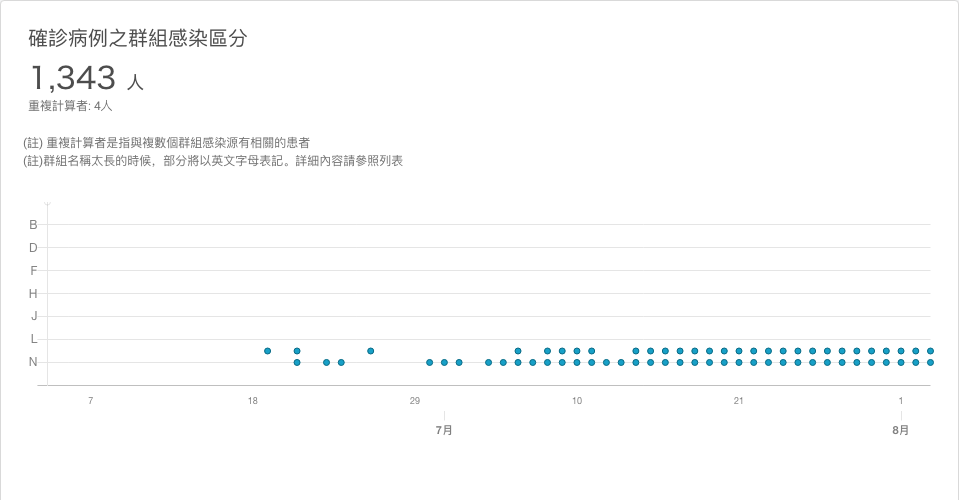 確診病例之群組感染區分
1,343 人
重複計算者: 4人
(註) 重複計算者是指與複數個群組感染源有相關的患者
(註)群組名稱太長的時候，部分將以英文字母表記。詳細內容請參照列表
B
D
F
H
J
L
N
7 18 29 10 21 1
7月 8月